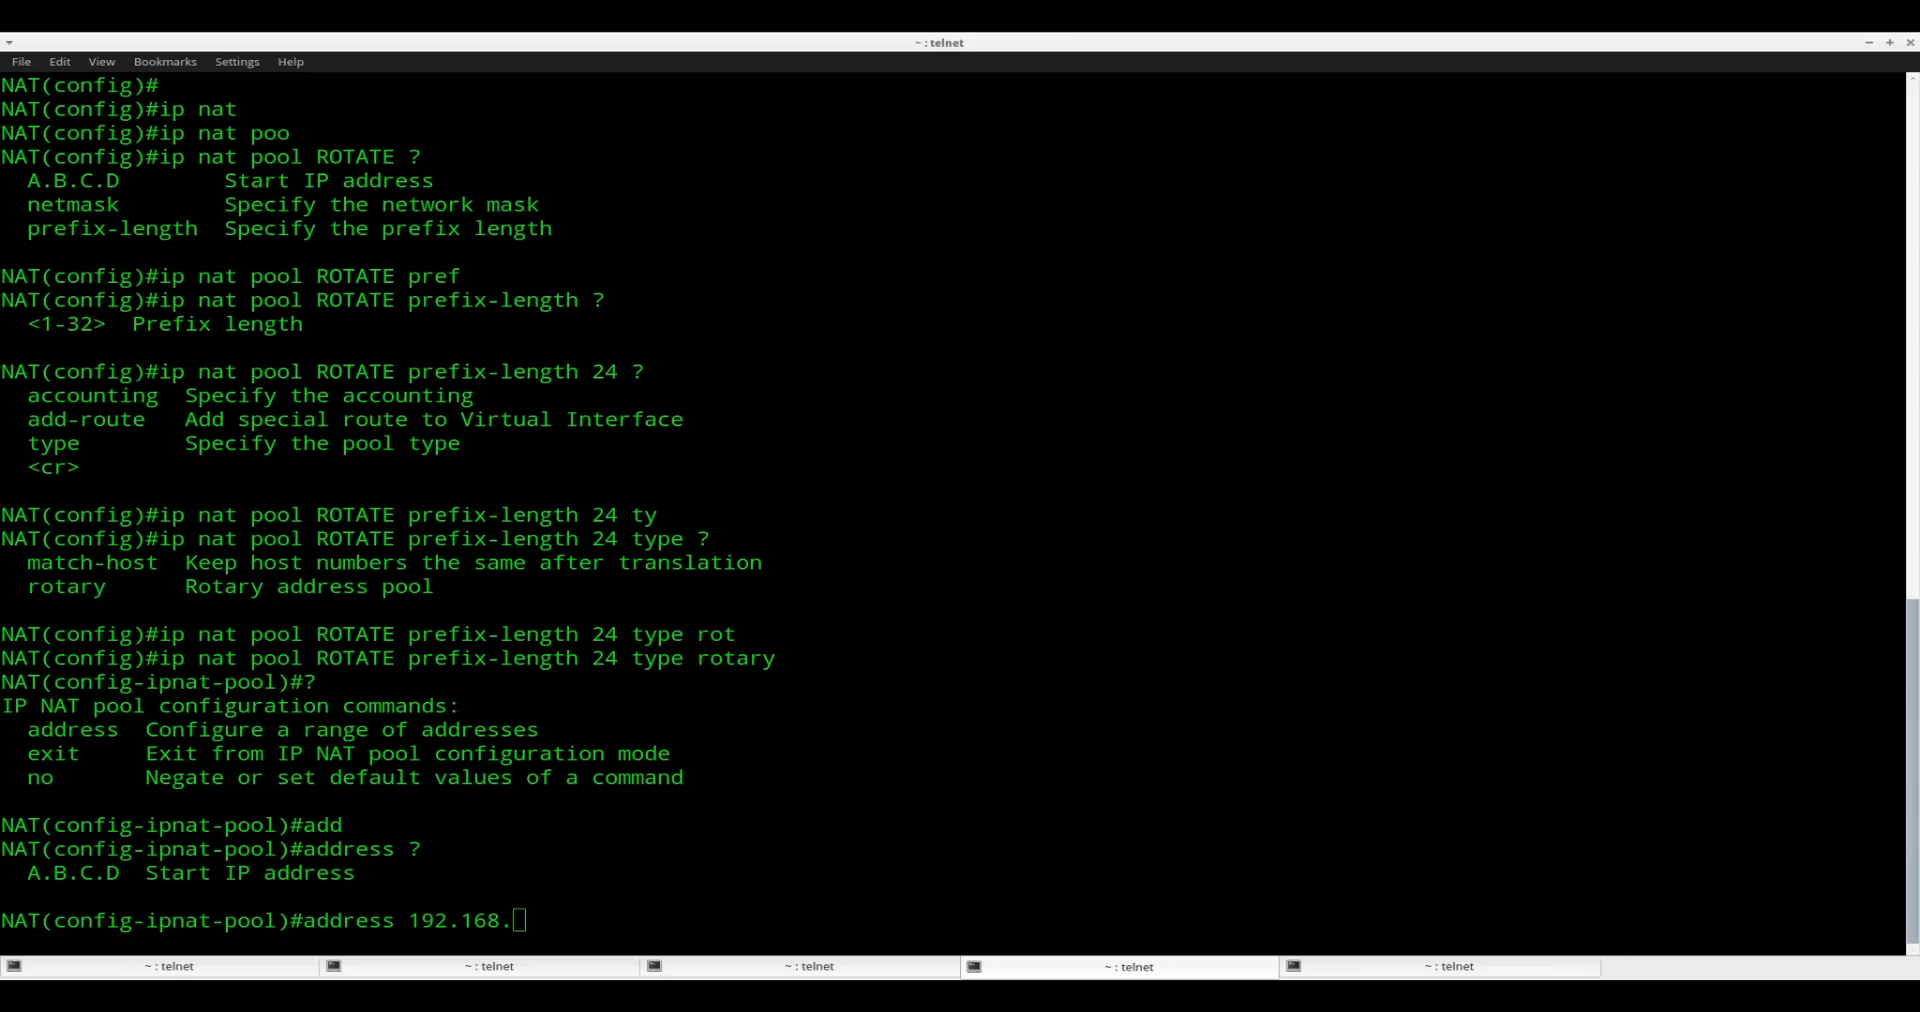 ~ : telnet
File Edit View Bookmarks Settings Help
NAT(config)#
NAT(config)#ip nat
NAT(config)#ip nat poo
NAT(config)#ip nat pool ROTATE ?
  A.B.C.D        Start IP address
  netmask        Specify the network mask
  prefix-length  Specify the prefix length
NAT(config)#ip nat pool ROTATE pref
NAT(config)#ip nat pool ROTATE prefix-length ?
  <1-32>  Prefix length
NAT(config)#ip nat pool ROTATE prefix-length 24 ?
  accounting  Specify the accounting
  add-route   Add special route to Virtual Interface
  type        Specify the pool type
  <cr>
NAT(config)#ip nat pool ROTATE prefix-length 24 ty
NAT(config)#ip nat pool ROTATE prefix-length 24 type ?
  match-host  Keep host numbers the same after translation
  rotary      Rotary address pool
NAT(config)#ip nat pool ROTATE prefix-length 24 type rot
NAT(config)#ip nat pool ROTATE prefix-length 24 type rotary
NAT(config-ipnat-pool)#?
IP NAT pool configuration commands:
  address  Configure a range of addresses
  exit     Exit from IP NAT pool configuration mode
  no       Negate or set default values of a command
NAT(config-ipnat-pool)#add
NAT(config-ipnat-pool)#address ?
  A.B.C.D  Start IP address
NAT(config-ipnat-pool)#address 192.168.
~ : telnet ~ : telnet ~ : telnet ~ : telnet ~ : telnet